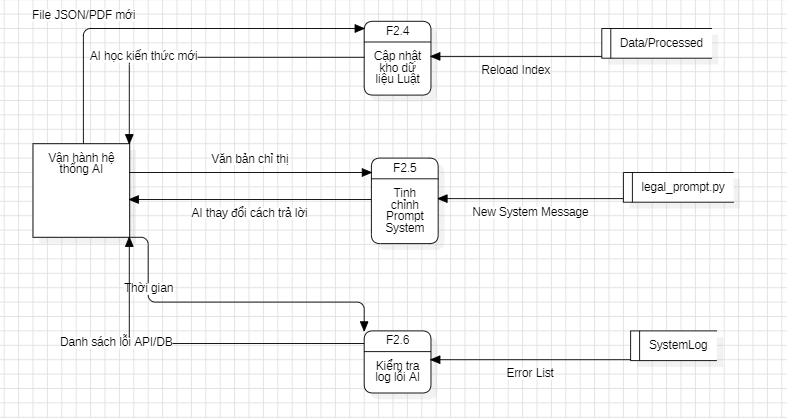 File JSON/PDF mới
F2.4
Cập nhật
kho dữ
liệu Luật
AI học kiến thức mới
Data/Processed
Reload Index
Vận hành hệ
thống AI
Văn bản chỉ thị
F2.5
Tinh
chỉnh
Prompt
System
legal_prompt.py
AI thay đổi cách trả lời
New System Message
Thời gian
F2.6
Kiểm tra
log lỗi AI
Danh sách lỗi API/DB
SystemLog
Error List